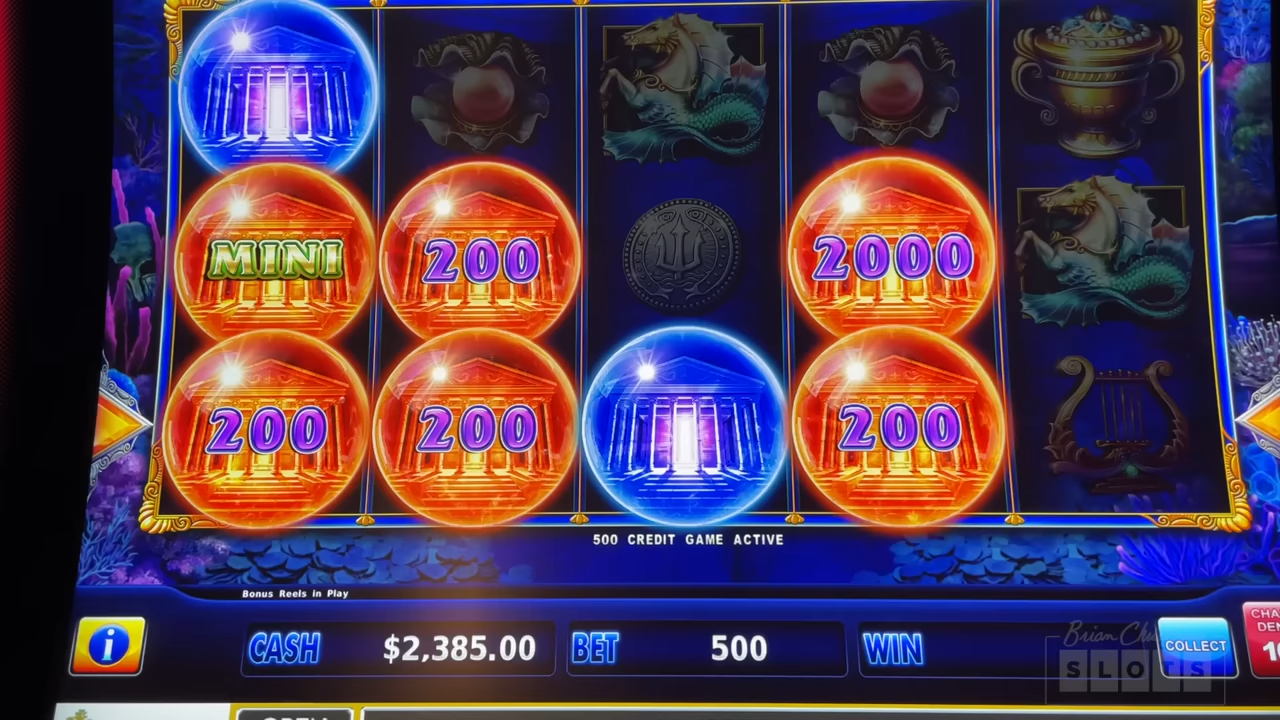 MINI 200 2000
200 200 200
500 CREDIT GAME ACTIVE
Bonus Reels in Play
CASH $2,385.00 BET 500 WIN COLLECT
SLOTS